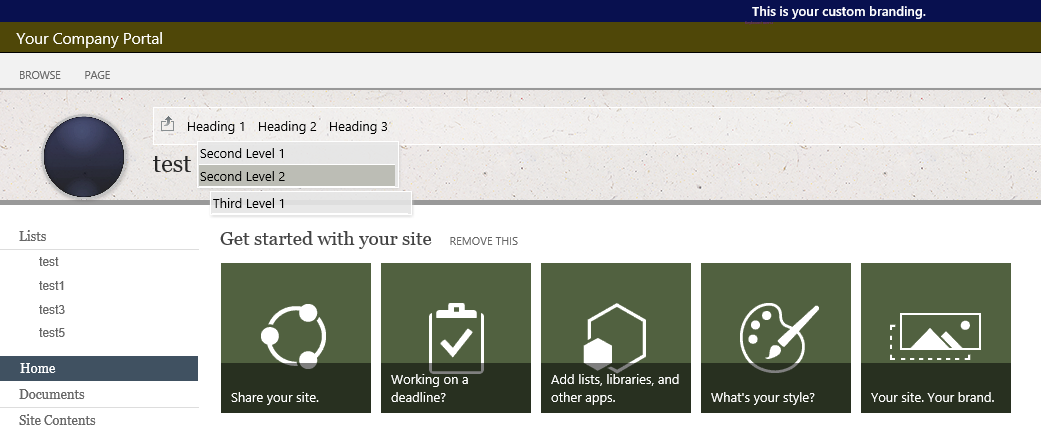 This is your custom branding.
Your Company Portal
BROWSE PAGE
Heading 1 Heading 2 Heading 3
test
Second Level 1
Second Level 2
Third Level 1
Lists
test
test1
test3
test5
Home
Documents
Site Contents
Get started with your site REMOVE THIS
Share your site.
Working on a
deadline?
Add lists, libraries, and
other apps.
What's your style?
Your site. Your brand.